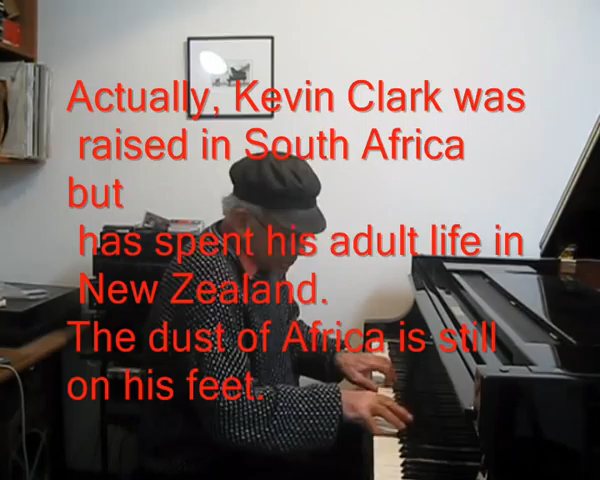 Actually, Kevin Clark was
raised in South Africa
but
has spent his adult life in
New Zealand.
The dust of Africa is still
on his feet.